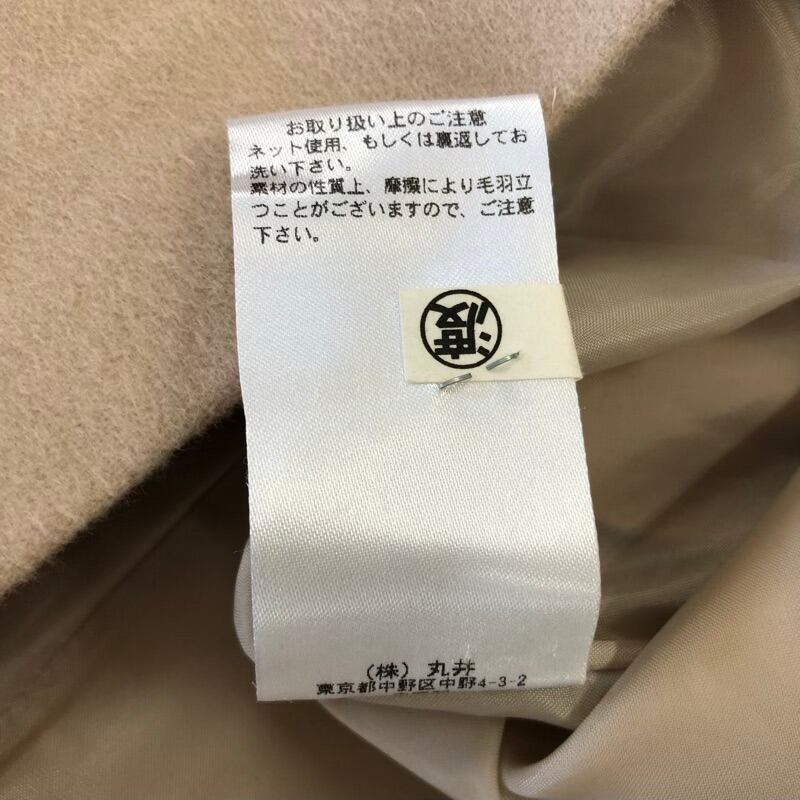 お取り扱い上のご注意
ネット使用、もしくは裏返してお
洗い下さい。
素材の性質上、摩擦により毛羽立
つことがございますので、ご注意
下さい。
渡
(株) 丸井
東京都中野区中野4-3-2